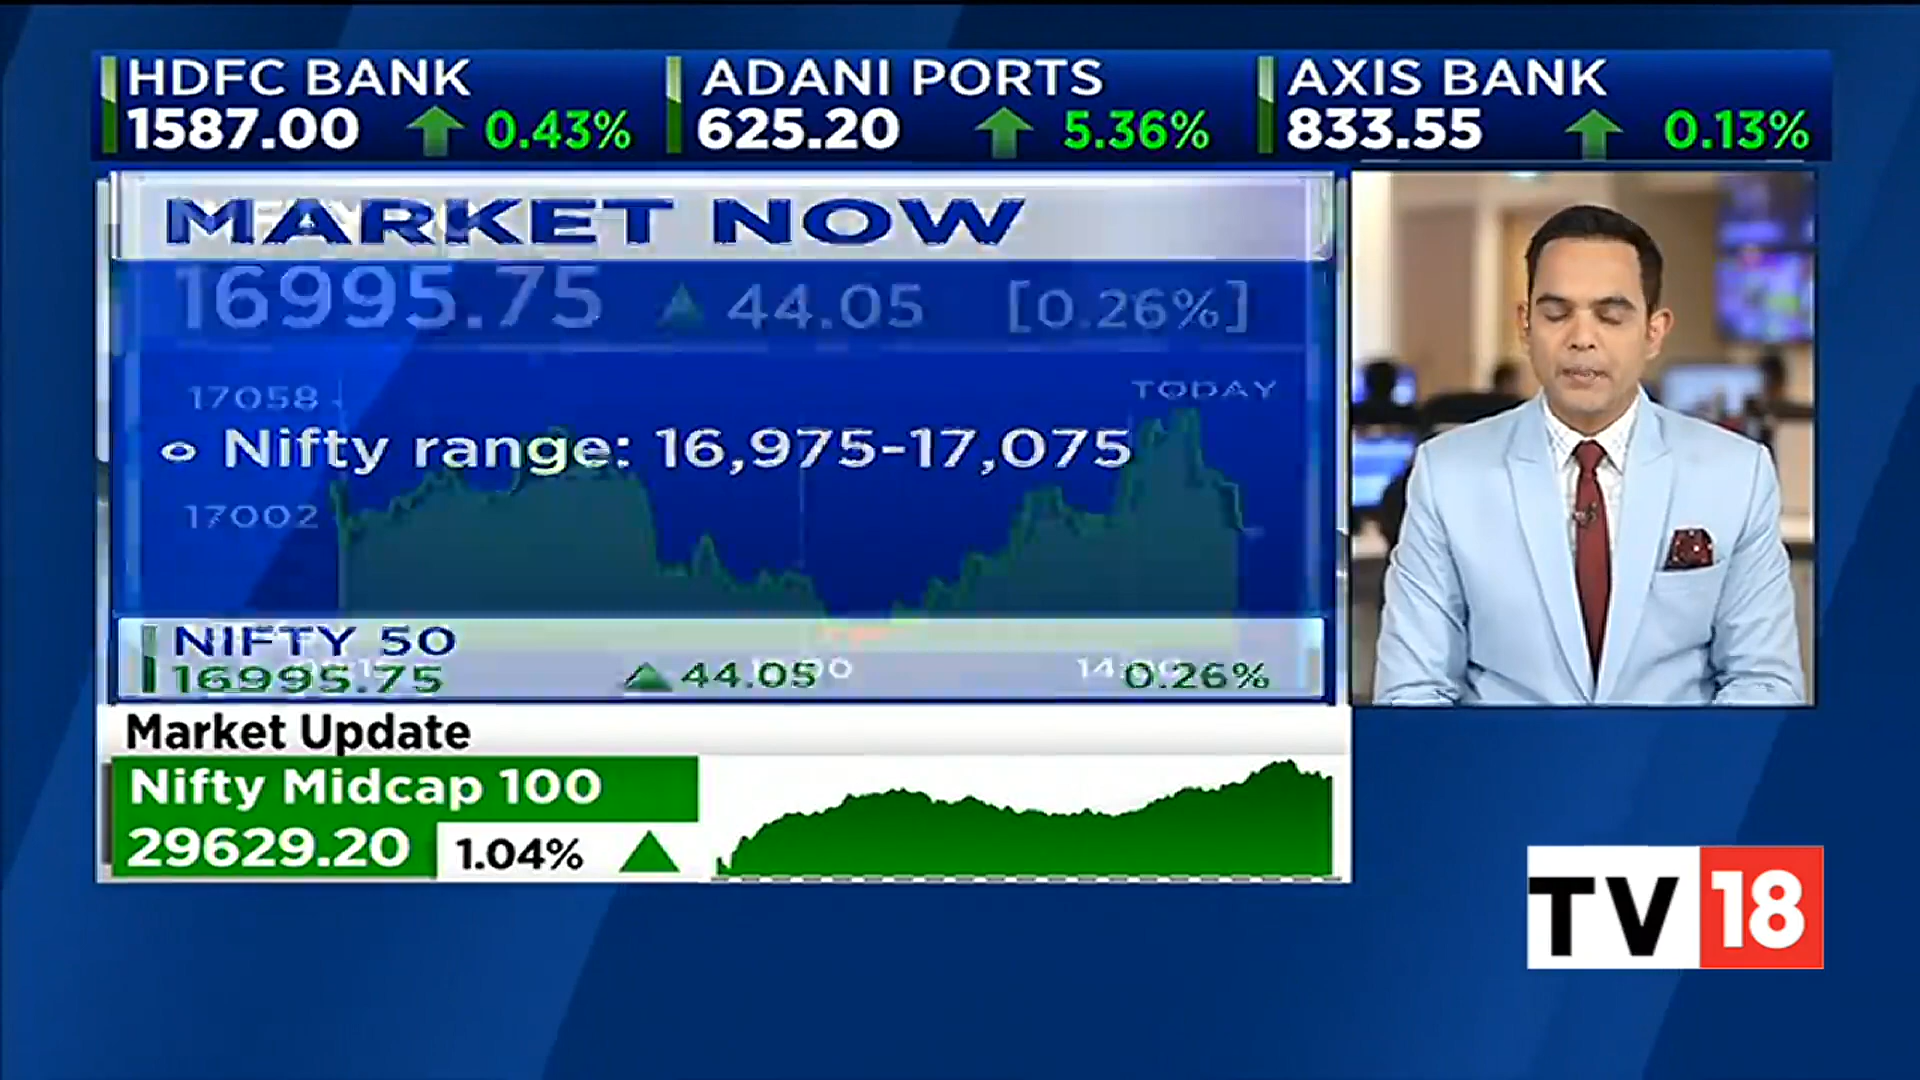 HDFC BANK
1587.00 0.43%
ADANI PORTS
625.20 5.36%
AXIS BANK
833.55 0.13%
MARKET NOW
16995.75 44.05 [0.26%]
17058
TODAY
Nifty range: 16,975-17,075
17002
NIFTY 50
16995.75 44.05 0.26%
Market Update
Nifty Midcap 100
29629.20 1.04%
TV18